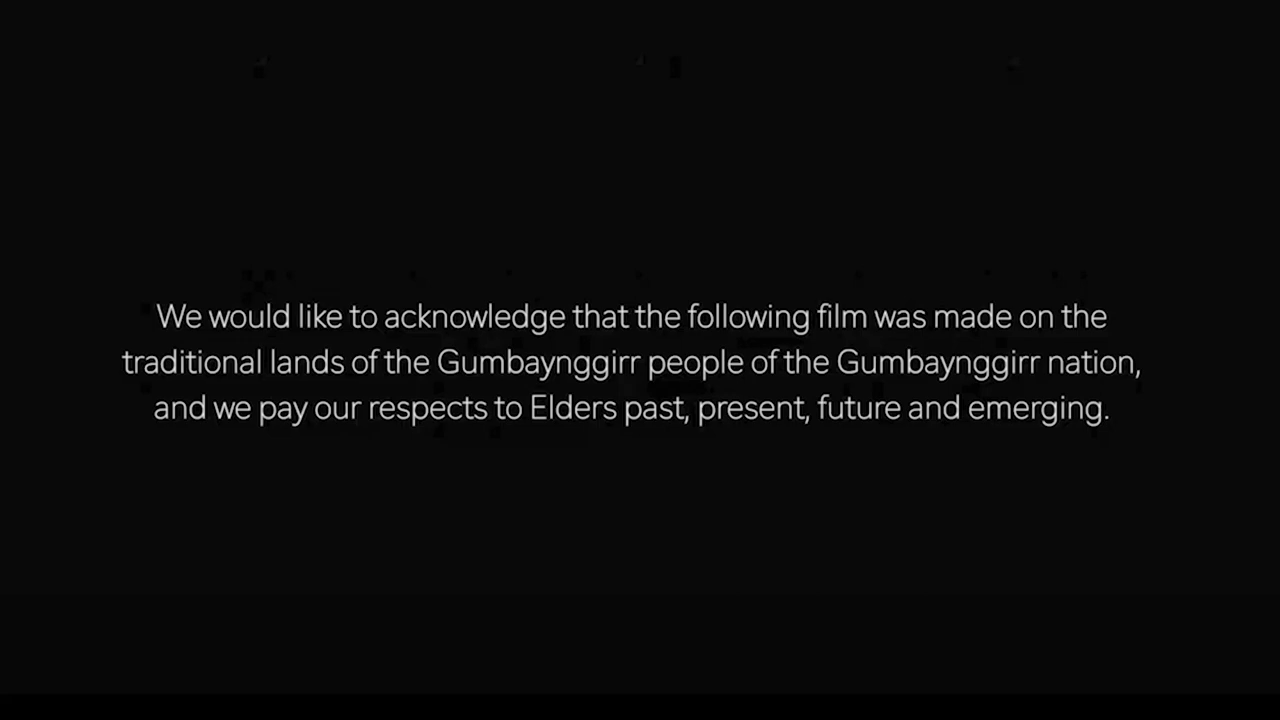 We would like to acknowledge that the following film was made on the
traditional lands of the Gumbaynggirr people of the Gumbaynggirr nation,
and we pay our respects to Elders past, present, future and emerging.